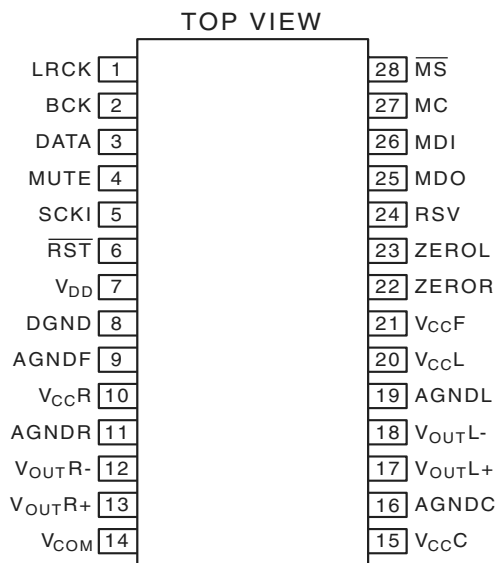 TOP VIEW
LRCK 1 28 M̅S̅
BCK 2 27 MC
DATA 3 26 MDI
MUTE 4 25 MDO
SCKI 5 24 RSV
R̅S̅T̅ 6 23 ZEROL
VDD 7 22 ZEROR
DGND 8 21 VCCF
AGNDF 9 20 VCCL
VCCR 10 19 AGNDL
AGNDR 11 18 VOUTL-
VOUTR- 12 17 VOUTL+
VOUTR+ 13 16 AGNDC
VCOM 14 15 VCCC